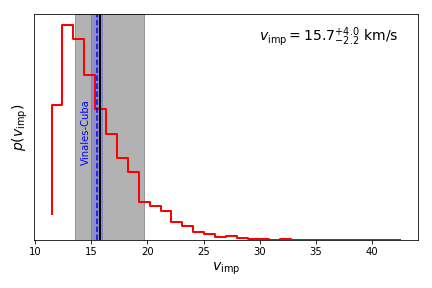 v_imp = 15.7^{+4.0}_{-2.2} km/s
p(v_imp)
Vinales-Cuba
10 15 20 25 30 35 40
v_imp